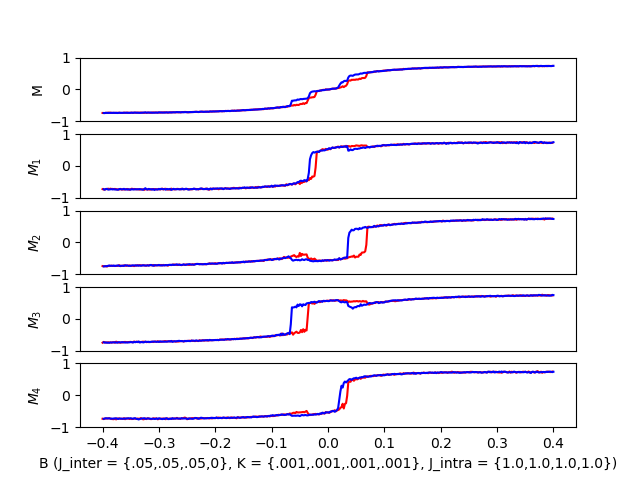 1
0
−1
M
1
0
−1
M₁
1
0
−1
M₂
1
0
−1
M₃
1
0
−1
M₄
−0.4 −0.3 −0.2 −0.1 0.0 0.1 0.2 0.3 0.4
B (J_inter = {.05,.05,.05,0}, K = {.001,.001,.001,.001}, J_intra = {1.0,1.0,1.0,1.0})